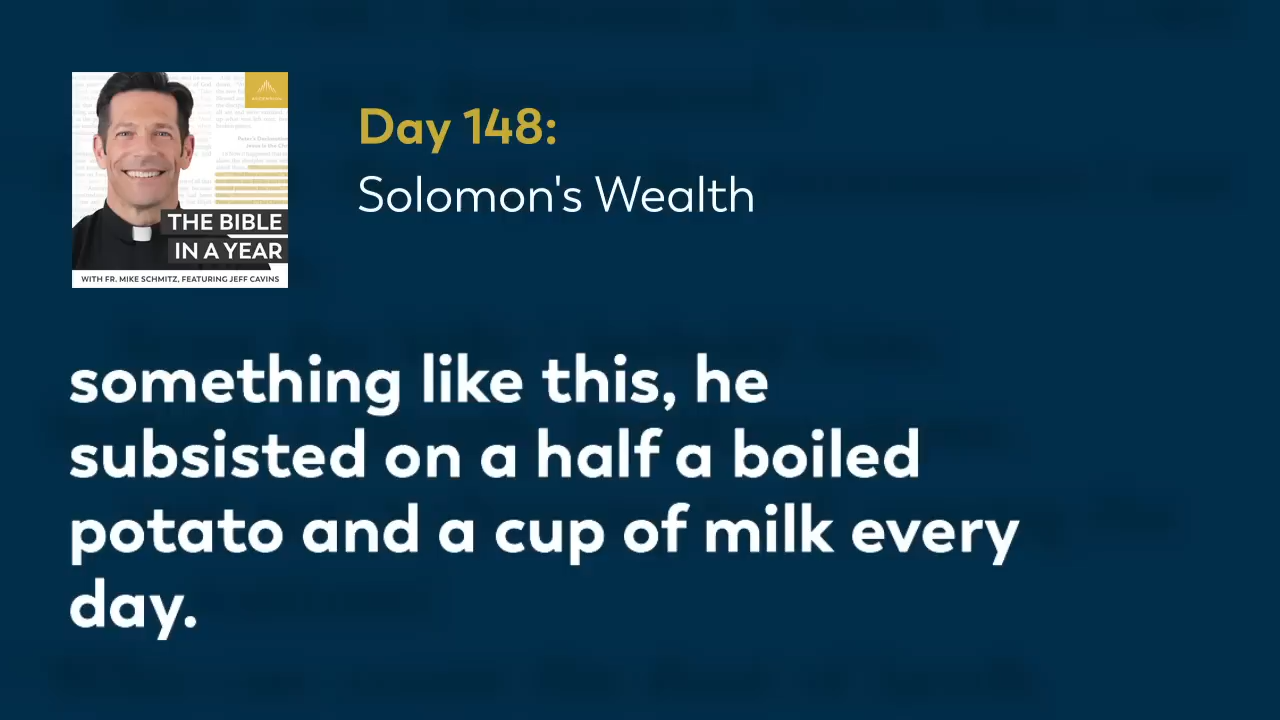 Day 148:
Solomon's Wealth
THE BIBLE
IN A YEAR
WITH FR. MIKE SCHMITZ, FEATURING JEFF CAVINS
something like this, he
subsisted on a half a boiled
potato and a cup of milk every
day.